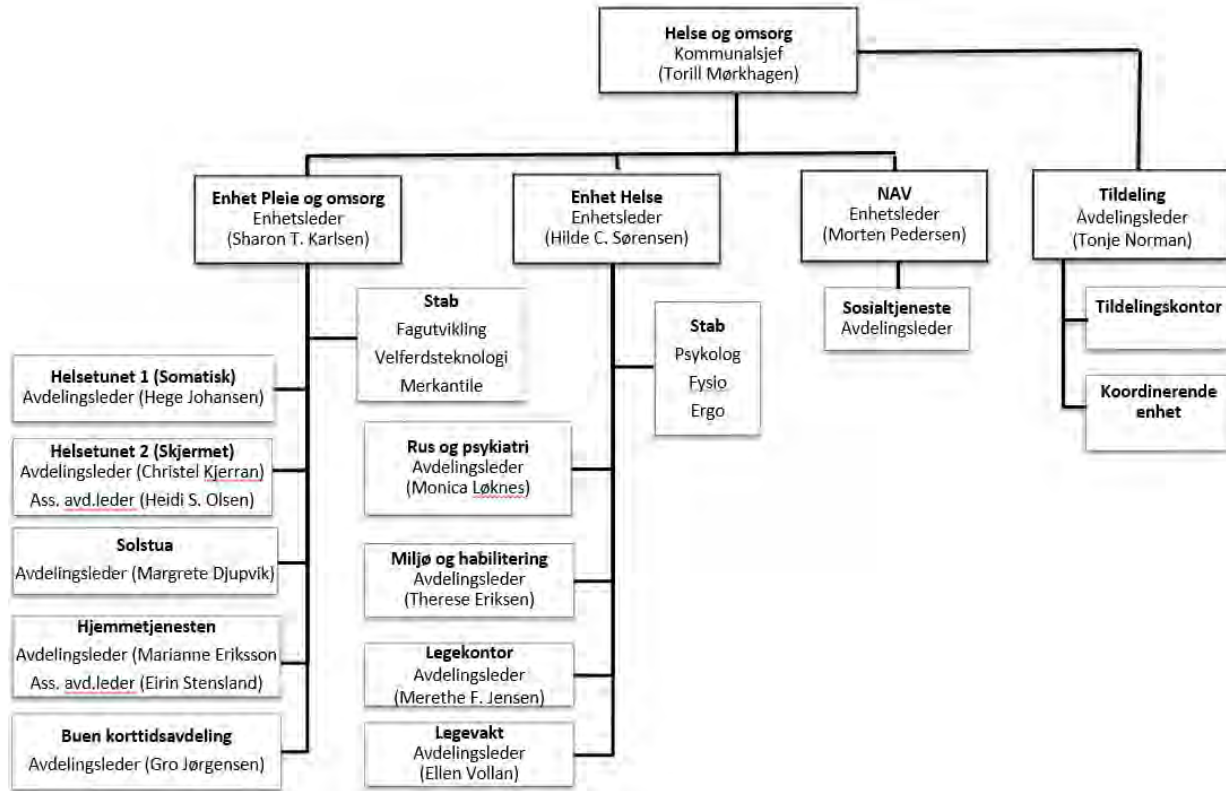 Helse og omsorg
Kommunalsjef
(Torill Mørkhagen)
Enhet Pleie og omsorg
Enhetsleder
(Sharon T. Karlsen)
Enhet Helse
Enhetsleder
(Hilde C. Sørensen)
NAV
Enhetsleder
(Morten Pedersen)
Tildeling
Avdelingsleder
(Tonje Norman)
Stab
Fagutvikling
Velferdsteknologi
Merkantile
Helsetunet 1 (Somatisk)
Avdelingsleder (Hege Johansen)
Helsetunet 2 (Skjermet)
Avdelingsleder (Christel Kjerran)
Ass. avd.leder (Heidi S. Olsen)
Solstua
Avdelingsleder (Margrete Djupvik)
Hjemmetjenesten
Avdelingsleder (Marianne Eriksson
Ass. avd.leder (Eirin Stensland)
Buen korttidsavdeling
Avdelingsleder (Gro Jørgensen)
Stab
Psykolog
Fysio
Ergo
Rus og psykiatri
Avdelingsleder
(Monica Løknes)
Miljø og habilitering
Avdelingsleder
(Therese Eriksen)
Legekontor
Avdelingsleder
(Merethe F. Jensen)
Legevakt
Avdelingsleder
(Ellen Vollan)
Sosialtjeneste
Avdelingsleder
Tildelingskontor
Koordinerende
enhet